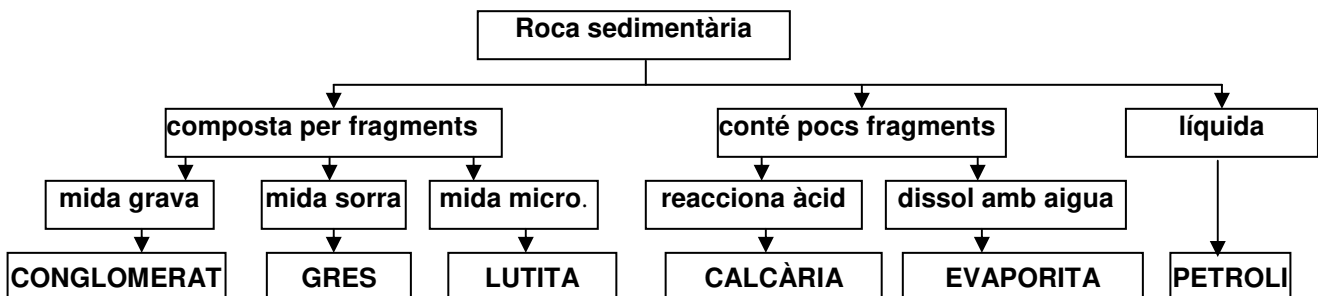 Roca sedimentària
composta per fragments
conté pocs fragments
líquida
mida grava
mida sorra
mida micro.
reacciona àcid
dissol amb aigua
CONGLOMERAT
GRES
LUTITA
CALCÀRIA
EVAPORITA
PETROLI